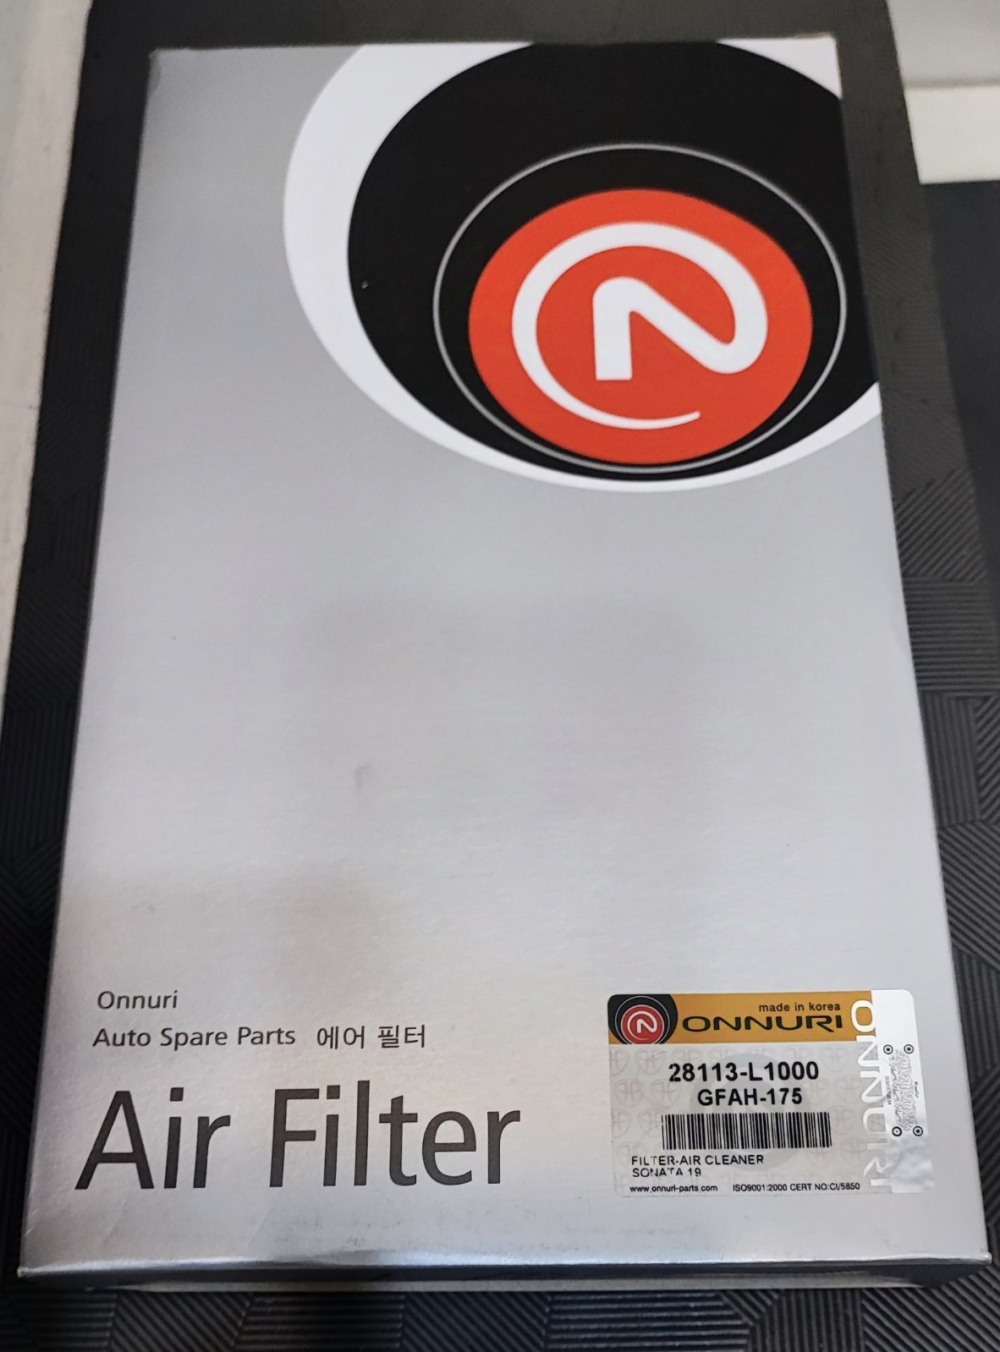 Onnuri
Auto Spare Parts 에어 필터
Air Filter
made in korea
ONNURI
28113-L1000
GFAH-175
FILTER-AIR CLEANER
SONATA 19
www.onnuri-parts.com ISO9001:2000 CERT NO:CI/5850
ONNURI